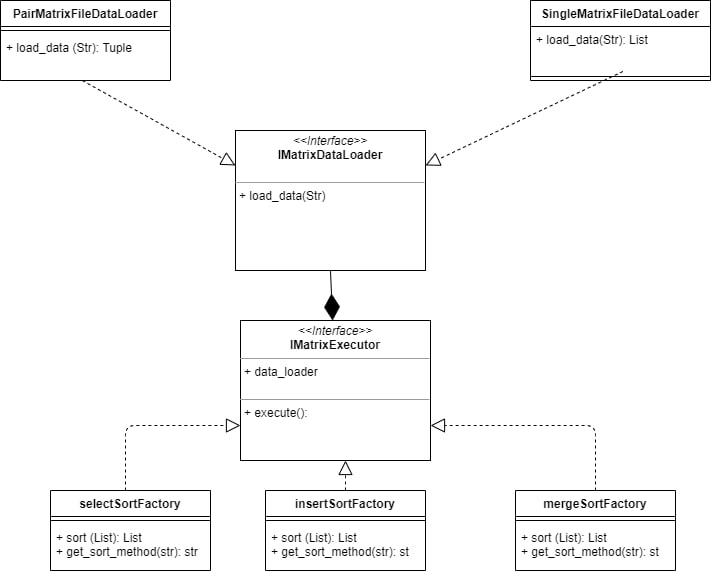 PairMatrixFileDataLoader
+ load_data (Str): Tuple
SingleMatrixFileDataLoader
+ load_data(Str): List
<<Interface>>
IMatrixDataLoader
+ load_data(Str)
<<Interface>>
IMatrixExecutor
+ data_loader
+ execute():
selectSortFactory
+ sort (List): List
+ get_sort_method(str): str
insertSortFactory
+ sort (List): List
+ get_sort_method(str): st
mergeSortFactory
+ sort (List): List
+ get_sort_method(str): st